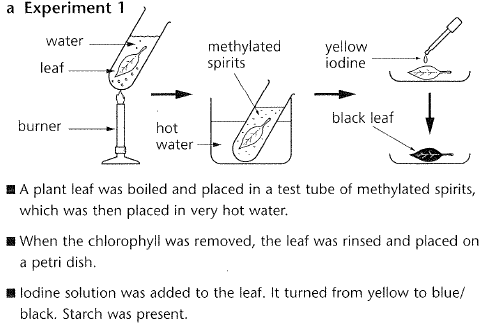 a Experiment 1
water
leaf
burner
methylated
spirits
hot
water
yellow
iodine
black leaf
■ A plant leaf was boiled and placed in a test tube of methylated spirits,
which was then placed in very hot water.
■ When the chlorophyll was removed, the leaf was rinsed and placed on
a petri dish.
■ Iodine solution was added to the leaf. It turned from yellow to blue/
black. Starch was present.